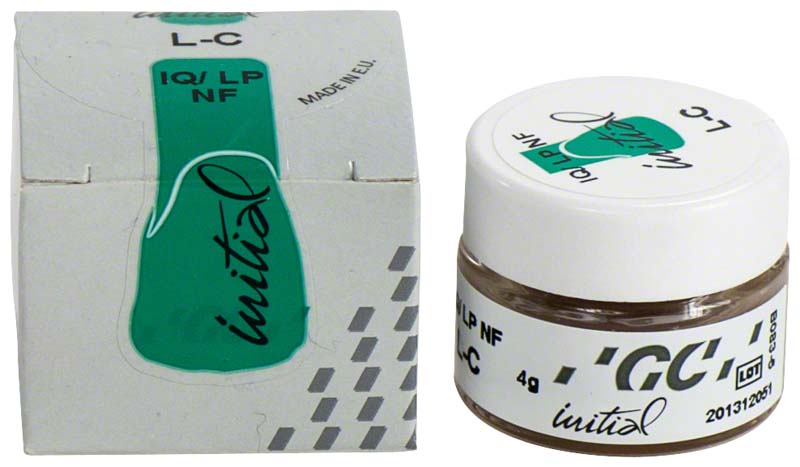 L-C
IQ/ LP
NF
MADE IN E.U.
initial
L-C
IQ/ LP NF
initial
LP NF
L-C
4g
GC
initial
LOT
201312051